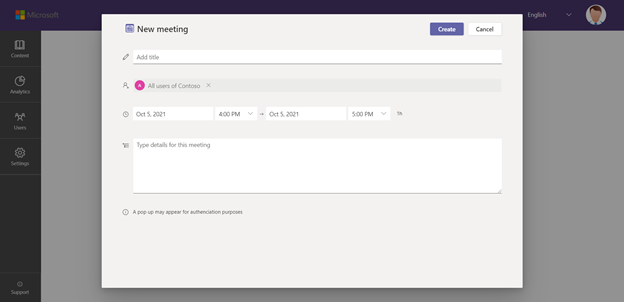 Microsoft
English
New meeting
Create
Cancel
Add title
A All users of Contoso
Oct 5, 2021 4:00 PM → Oct 5, 2021 5:00 PM 1h
Type details for this meeting
A pop up may appear for authenciation purposes
Content
Analytics
Users
Settings
Support